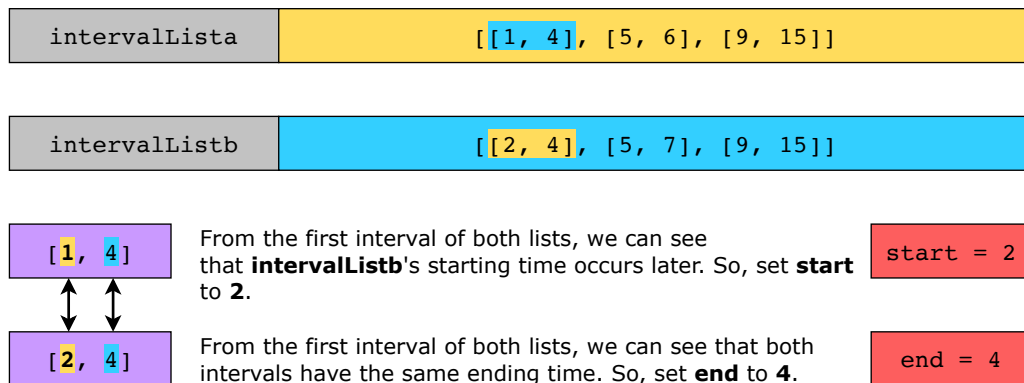 intervalLista [[1, 4], [5, 6], [9, 15]]
intervalListb [[2, 4], [5, 7], [9, 15]]
[1, 4]
From the first interval of both lists, we can see
that intervalListb's starting time occurs later. So, set start
to 2.
start = 2
[2, 4]
From the first interval of both lists, we can see that both
intervals have the same ending time. So, set end to 4.
end = 4